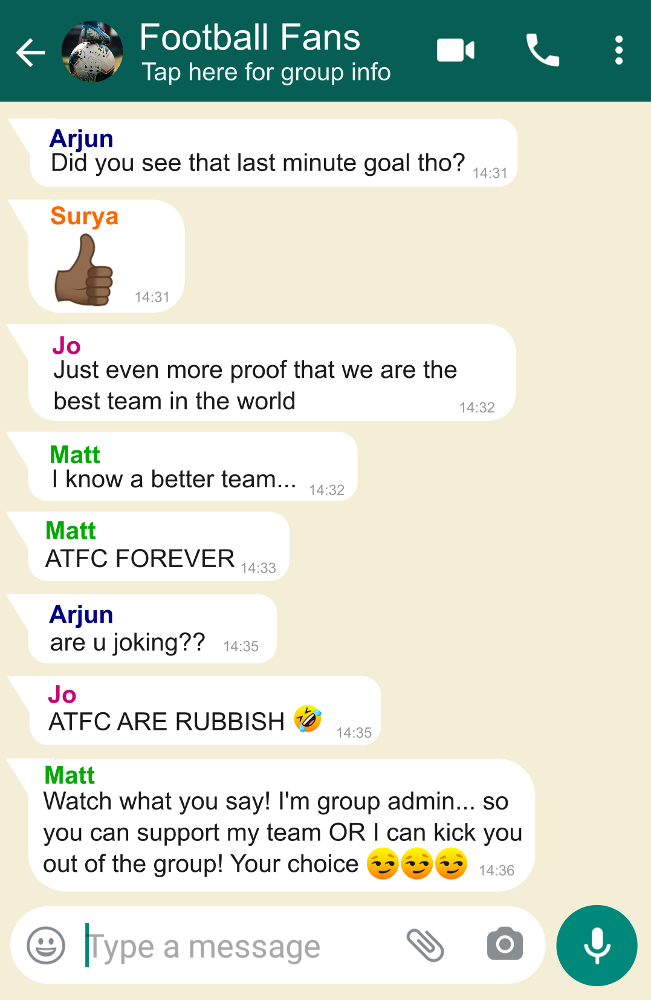 Football Fans
Tap here for group info
Arjun
Did you see that last minute goal tho? 14:31
Surya
👍🏾 14:31
Jo
Just even more proof that we are the
best team in the world 14:32
Matt
I know a better team... 14:32
Matt
ATFC FOREVER 14:33
Arjun
are u joking?? 14:35
Jo
ATFC ARE RUBBISH 🤣 14:35
Matt
Watch what you say! I'm group admin... so
you can support my team OR I can kick you
out of the group! Your choice 😏😏😏 14:36
Type a message